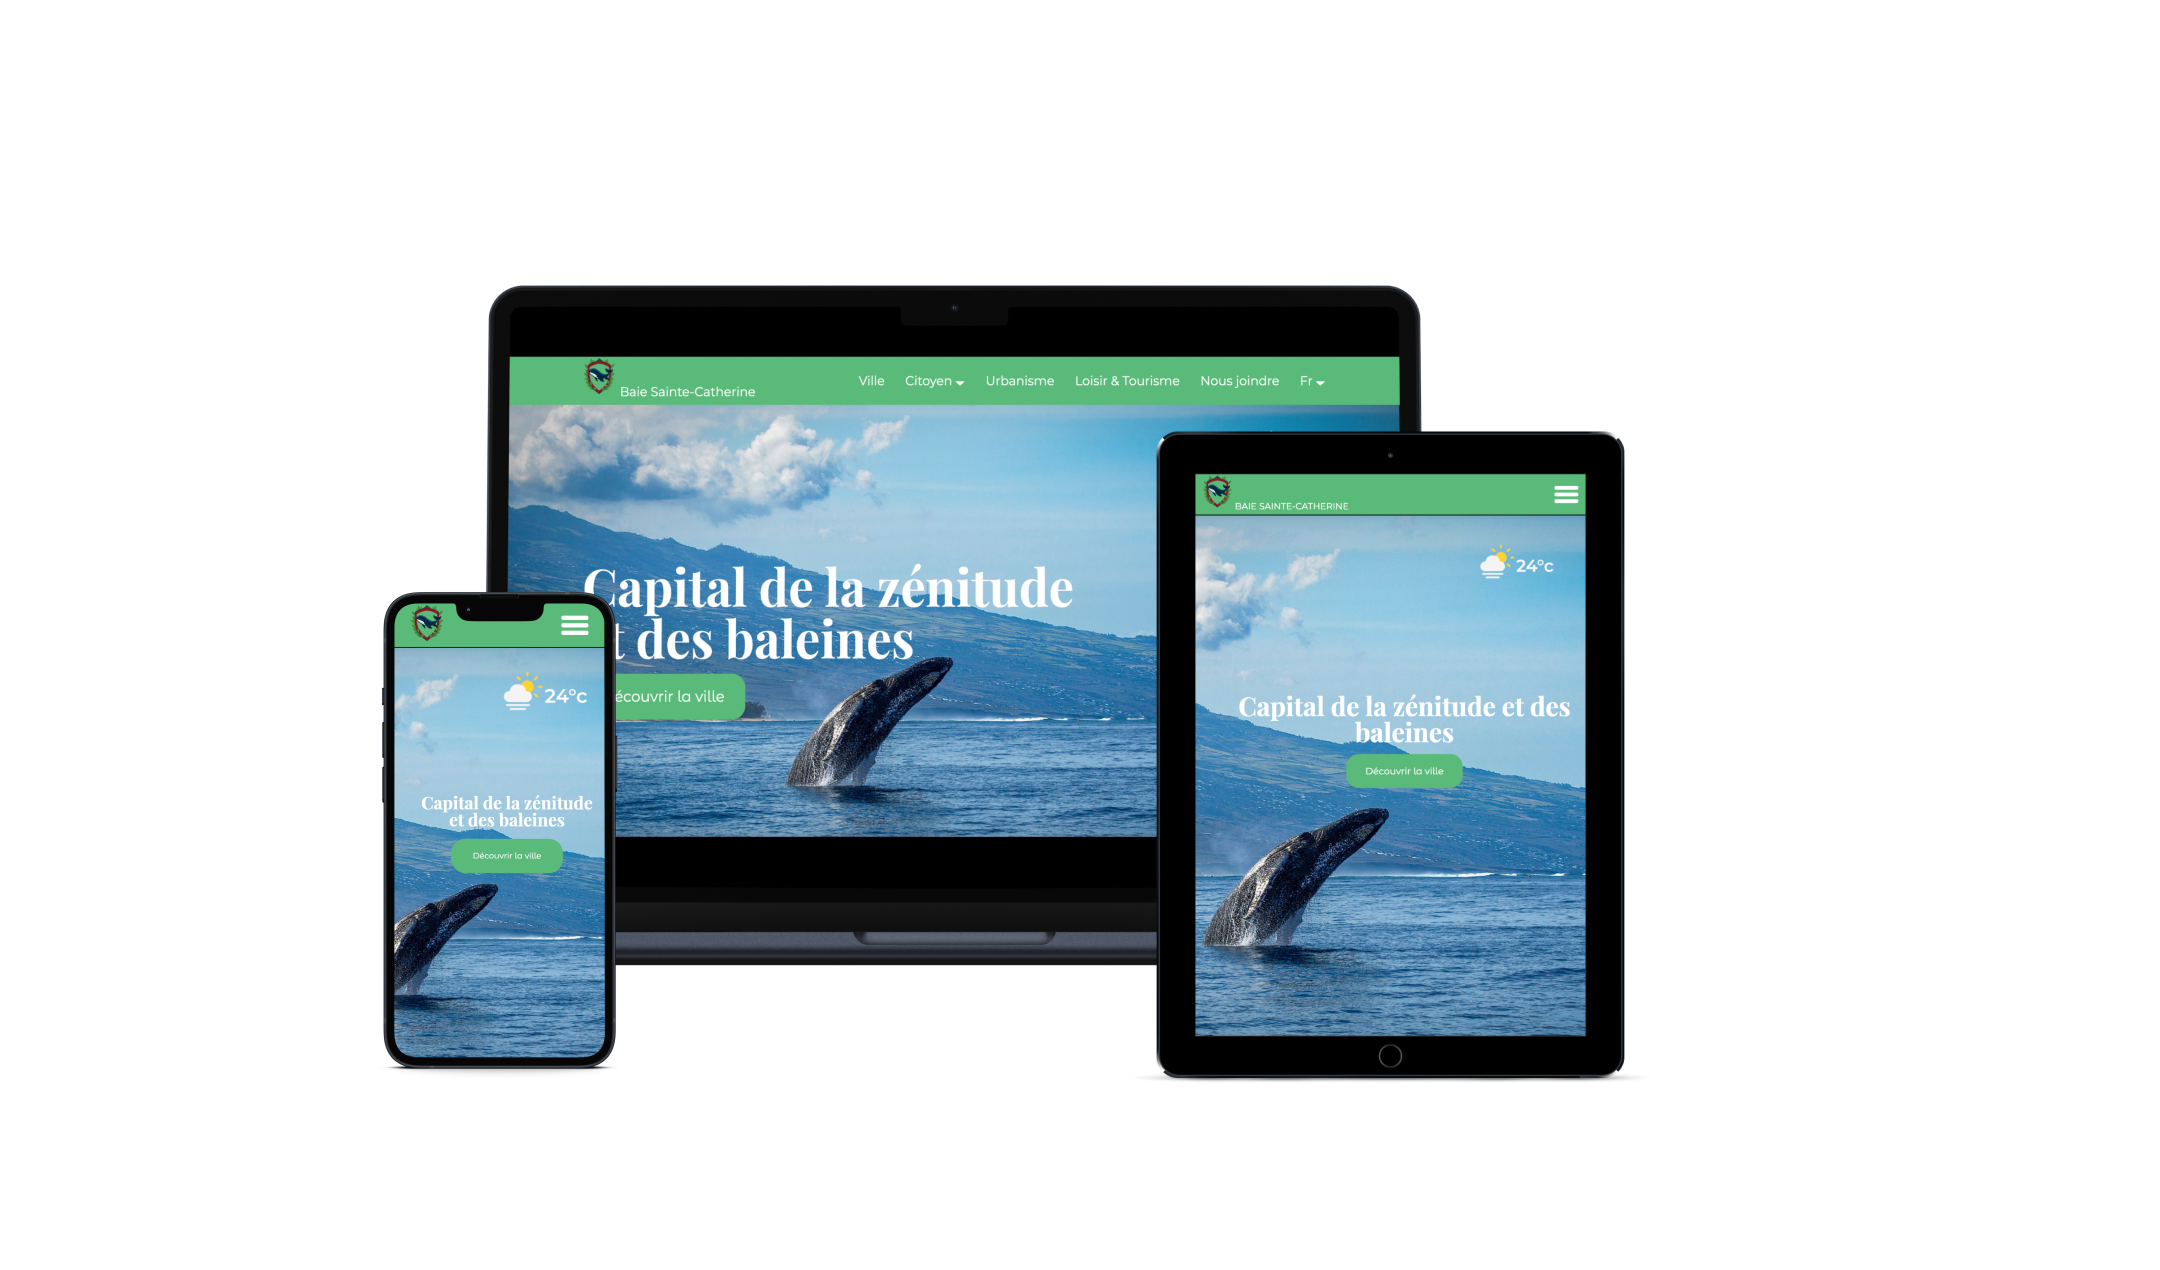 Baie Sainte-Catherine
Ville Citoyen Urbanisme Loisir & Tourisme Nous joindre Fr
Capital de la zénitude
t des baleines
écouvrir la ville
24°c
Capital de la zénitude
et des baleines
Découvrir la ville
BAIE SAINTE-CATHERINE
24°c
Capital de la zénitude et des
baleines
Découvrir la ville